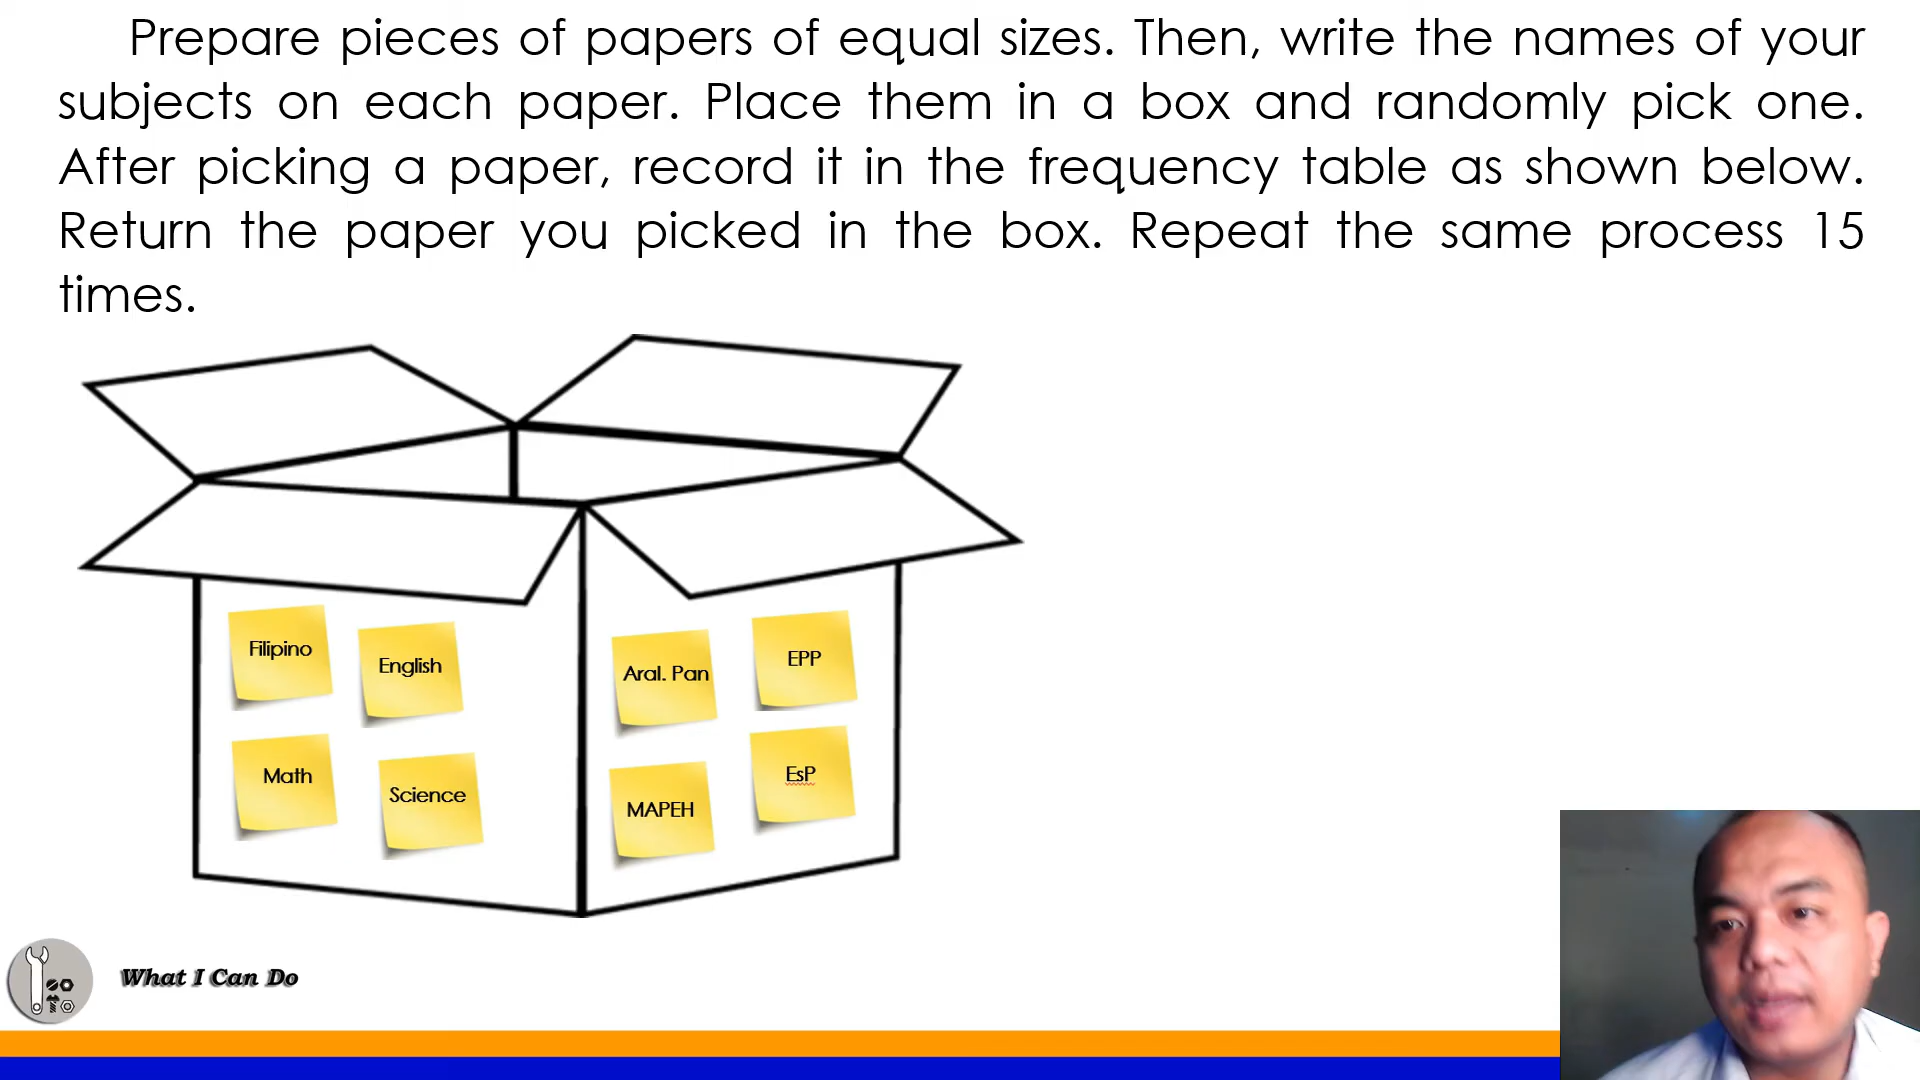 Prepare pieces of papers of equal sizes. Then, write the names of your
subjects on each paper. Place them in a box and randomly pick one.
After picking a paper, record it in the frequency table as shown below.
Return the paper you picked in the box. Repeat the same process 15
times.
Filipino
English
Aral. Pan
EPP
Math
Science
MAPEH
EsP
What I Can Do